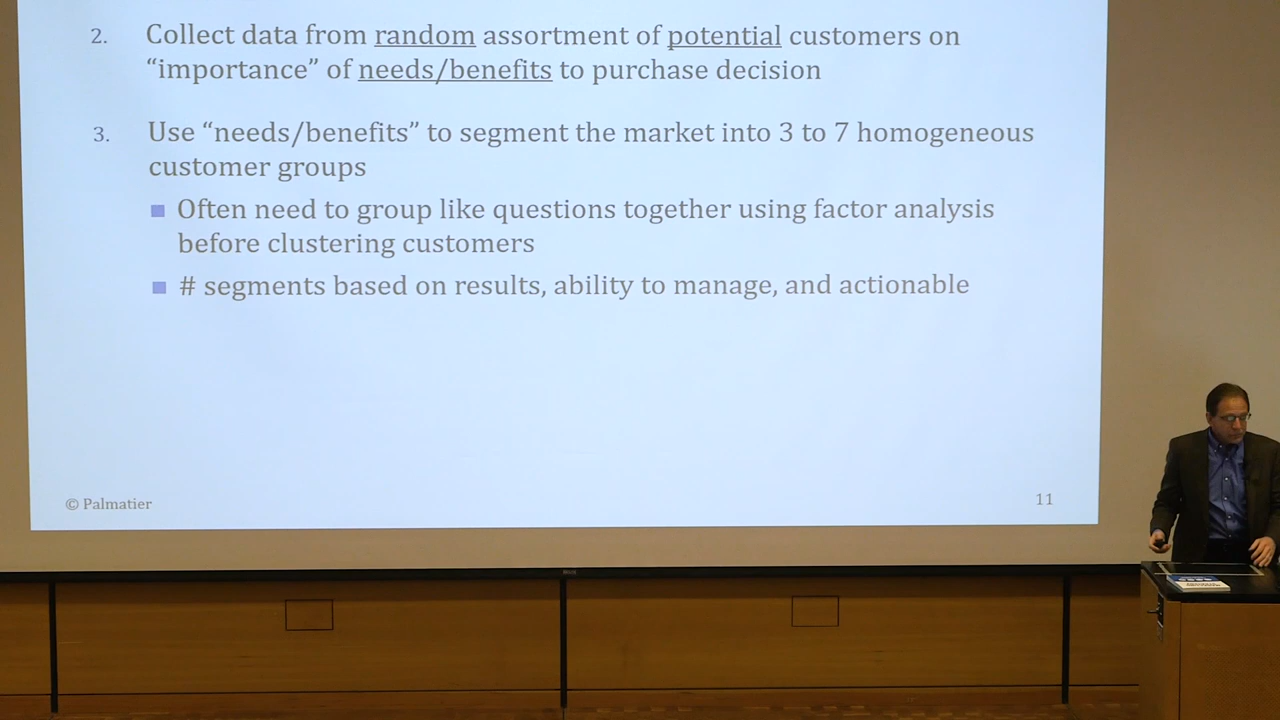 2. Collect data from random assortment of potential customers on
“importance” of needs/benefits to purchase decision
3. Use “needs/benefits” to segment the market into 3 to 7 homogeneous
customer groups
Often need to group like questions together using factor analysis
before clustering customers
# segments based on results, ability to manage, and actionable
© Palmatier
11